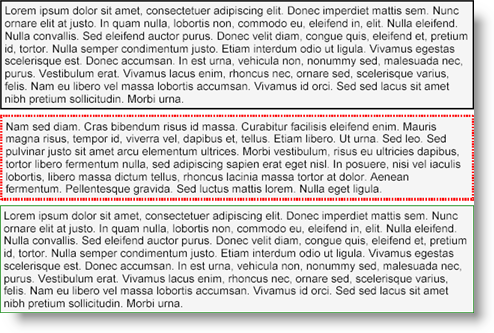 Lorem ipsum dolor sit amet, consectetuer adipiscing elit. Donec imperdiet mattis sem. Nunc
ornare elit at justo. In quam nulla, lobortis non, commodo eu, eleifend in, elit. Nulla eleifend.
Nulla convallis. Sed eleifend auctor purus. Donec velit diam, congue quis, eleifend et, pretium
id, tortor. Nulla semper condimentum justo. Etiam interdum odio ut ligula. Vivamus egestas
scelerisque est. Donec accumsan. In est urna, vehicula non, nonummy sed, malesuada nec,
purus. Vestibulum erat. Vivamus lacus enim, rhoncus nec, ornare sed, scelerisque varius,
felis. Nam eu libero vel massa lobortis accumsan. Vivamus id orci. Sed sed lacus sit amet
nibh pretium sollicitudin. Morbi urna.
Nam sed diam. Cras bibendum risus id massa. Curabitur facilisis eleifend enim. Mauris
magna risus, tempor id, viverra vel, dapibus et, tellus. Etiam libero. Ut urna. Sed leo. Sed
pulvinar justo sit amet arcu elementum ultrices. Morbi vestibulum, risus eu ultricies dapibus,
tortor libero fermentum nulla, sed adipiscing sapien erat eget nisl. In posuere, nisi vel iaculis
lobortis, libero massa dictum tellus, rhoncus lacinia massa tortor at dolor. Aenean
fermentum. Pellentesque gravida. Sed luctus mattis lorem. Nulla eget ligula.
Lorem ipsum dolor sit amet, consectetuer adipiscing elit. Donec imperdiet mattis sem. Nunc
ornare elit at justo. In quam nulla, lobortis non, commodo eu, eleifend in, elit. Nulla eleifend.
Nulla convallis. Sed eleifend auctor purus. Donec velit diam, congue quis, eleifend et, pretium
id, tortor. Nulla semper condimentum justo. Etiam interdum odio ut ligula. Vivamus egestas
scelerisque est. Donec accumsan. In est urna, vehicula non, nonummy sed, malesuada nec,
purus. Vestibulum erat. Vivamus lacus enim, rhoncus nec, ornare sed, scelerisque varius,
felis. Nam eu libero vel massa lobortis accumsan. Vivamus id orci. Sed sed lacus sit amet
nibh pretium sollicitudin. Morbi urna.